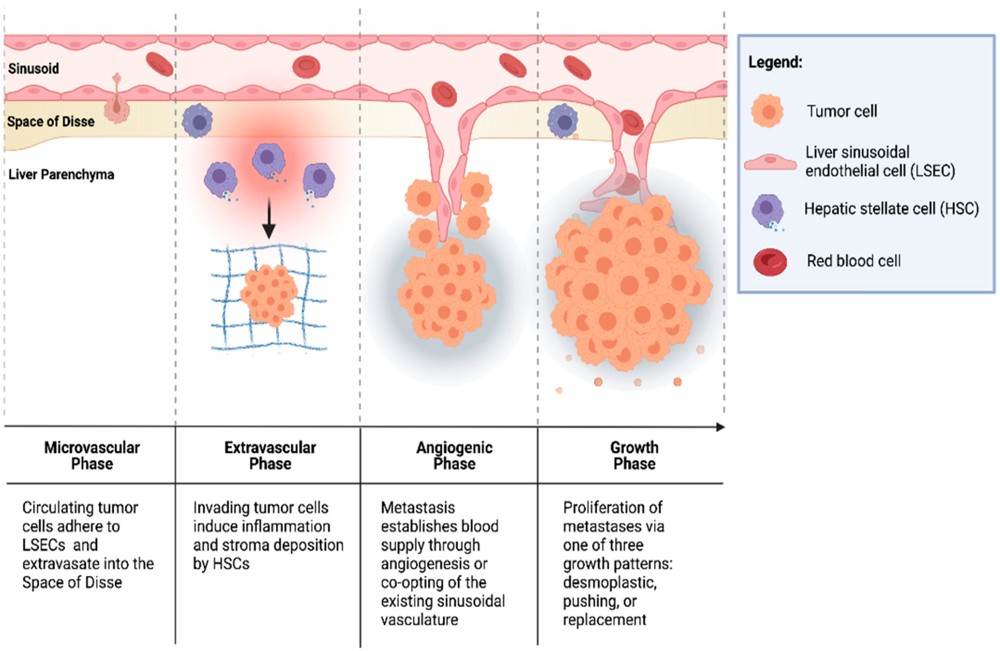 Sinusoid
Space of Disse
Liver Parenchyma
Legend:
Tumor cell
Liver sinusoidal
endothelial cell (LSEC)
Hepatic stellate cell (HSC)
Red blood cell
Microvascular
Phase
Extravascular
Phase
Angiogenic
Phase
Growth
Phase
Circulating tumor
cells adhere to
LSECs and
extravasate into the
Space of Disse
Invading tumor cells
induce inflammation
and stroma deposition
by HSCs
Metastasis
establishes blood
supply through
angiogenesis or
co-opting of the
existing sinusoidal
vasculature
Proliferation of
metastases via
one of three
growth patterns:
desmoplastic,
pushing, or
replacement